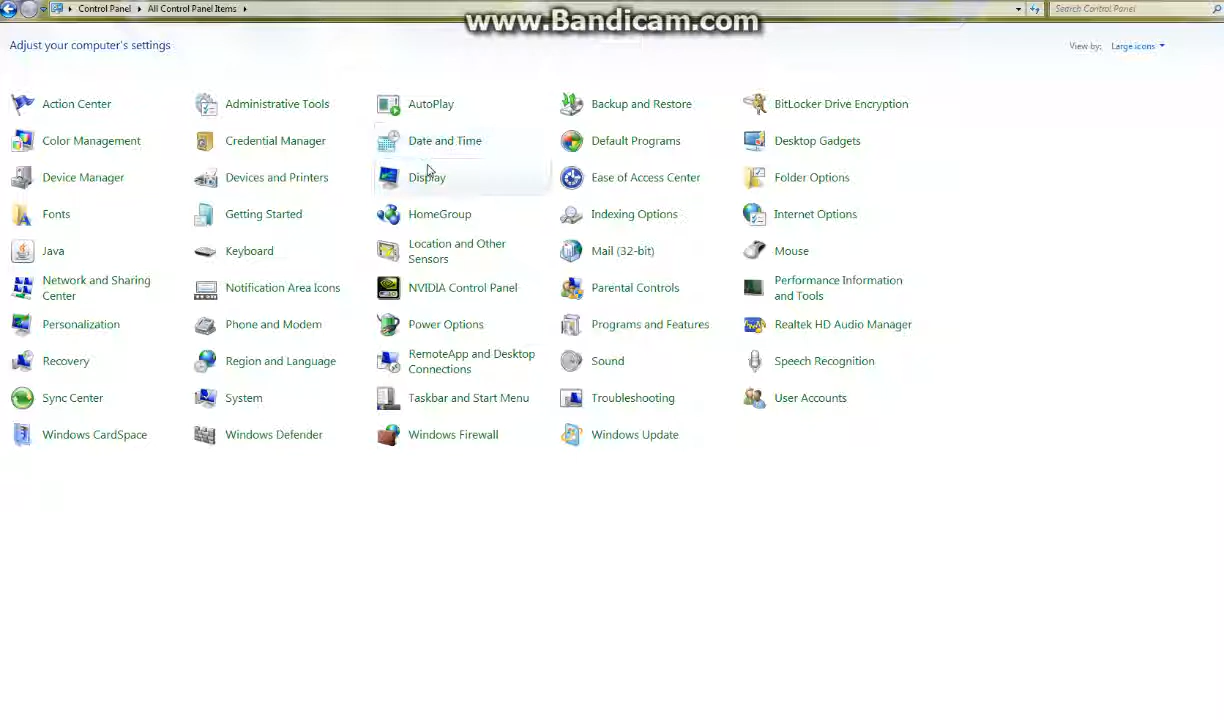 www.Bandicam.com
Control Panel ▸ All Control Panel Items ▸
Search Control Panel
Adjust your computer's settings
View by: Large icons
Action Center
Administrative Tools
AutoPlay
Backup and Restore
BitLocker Drive Encryption
Color Management
Credential Manager
Date and Time
Default Programs
Desktop Gadgets
Device Manager
Devices and Printers
Display
Ease of Access Center
Folder Options
Fonts
Getting Started
HomeGroup
Indexing Options
Internet Options
Java
Keyboard
Location and Other
Sensors
Mail (32-bit)
Mouse
Network and Sharing
Center
Notification Area Icons
NVIDIA Control Panel
Parental Controls
Performance Information
and Tools
Personalization
Phone and Modem
Power Options
Programs and Features
Realtek HD Audio Manager
Recovery
Region and Language
RemoteApp and Desktop
Connections
Sound
Speech Recognition
Sync Center
System
Taskbar and Start Menu
Troubleshooting
User Accounts
Windows CardSpace
Windows Defender
Windows Firewall
Windows Update